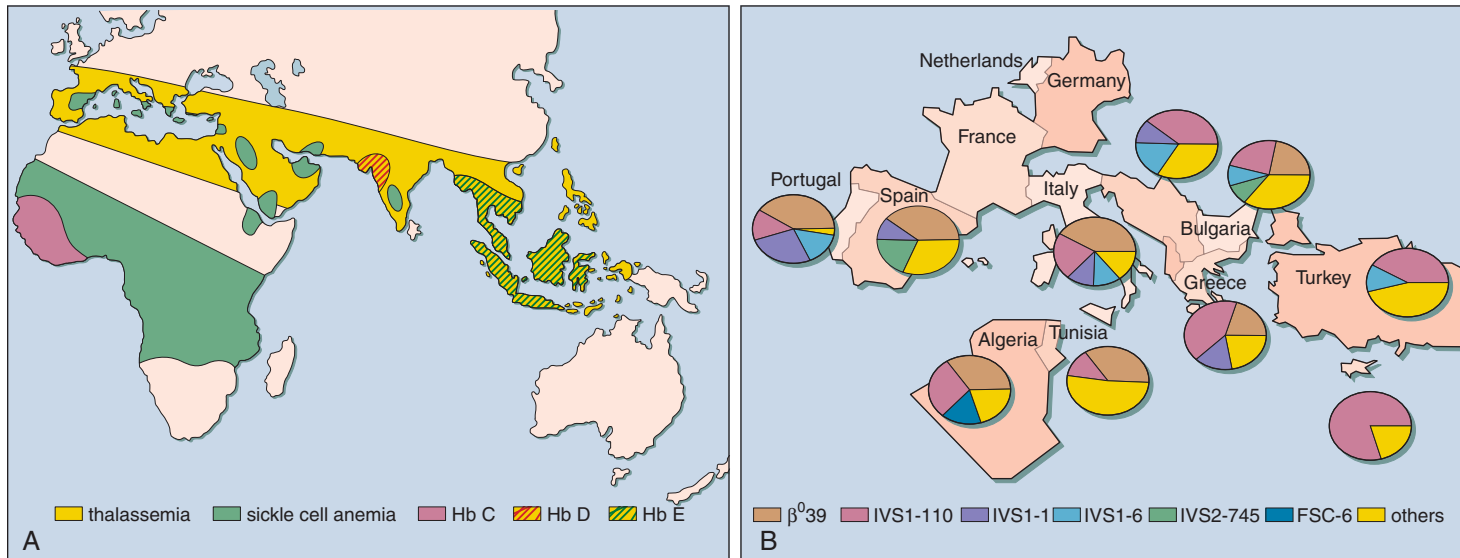 A
thalassemia
sickle cell anemia
Hb C
Hb D
Hb E
B
Netherlands
Germany
France
Portugal
Spain
Italy
Bulgaria
Greece
Turkey
Algeria
Tunisia
β⁰39
IVS1-110
IVS1-1
IVS1-6
IVS2-745
FSC-6
others